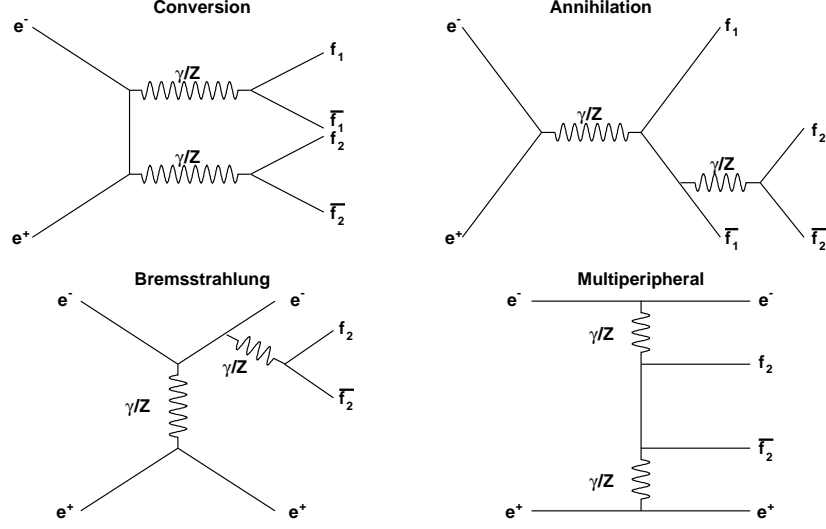 Conversion
e-
γ/Z
f1
f̅1
γ/Z
f2
f̅2
e+
Annihilation
e-
γ/Z
f1
γ/Z
f2
e+
f̅1
f̅2
Bremsstrahlung
e-
e-
γ/Z
f2
γ/Z
f̅2
e+
e+
Multiperipheral
e-
e-
γ/Z
f2
f̅2
γ/Z
e+
e+